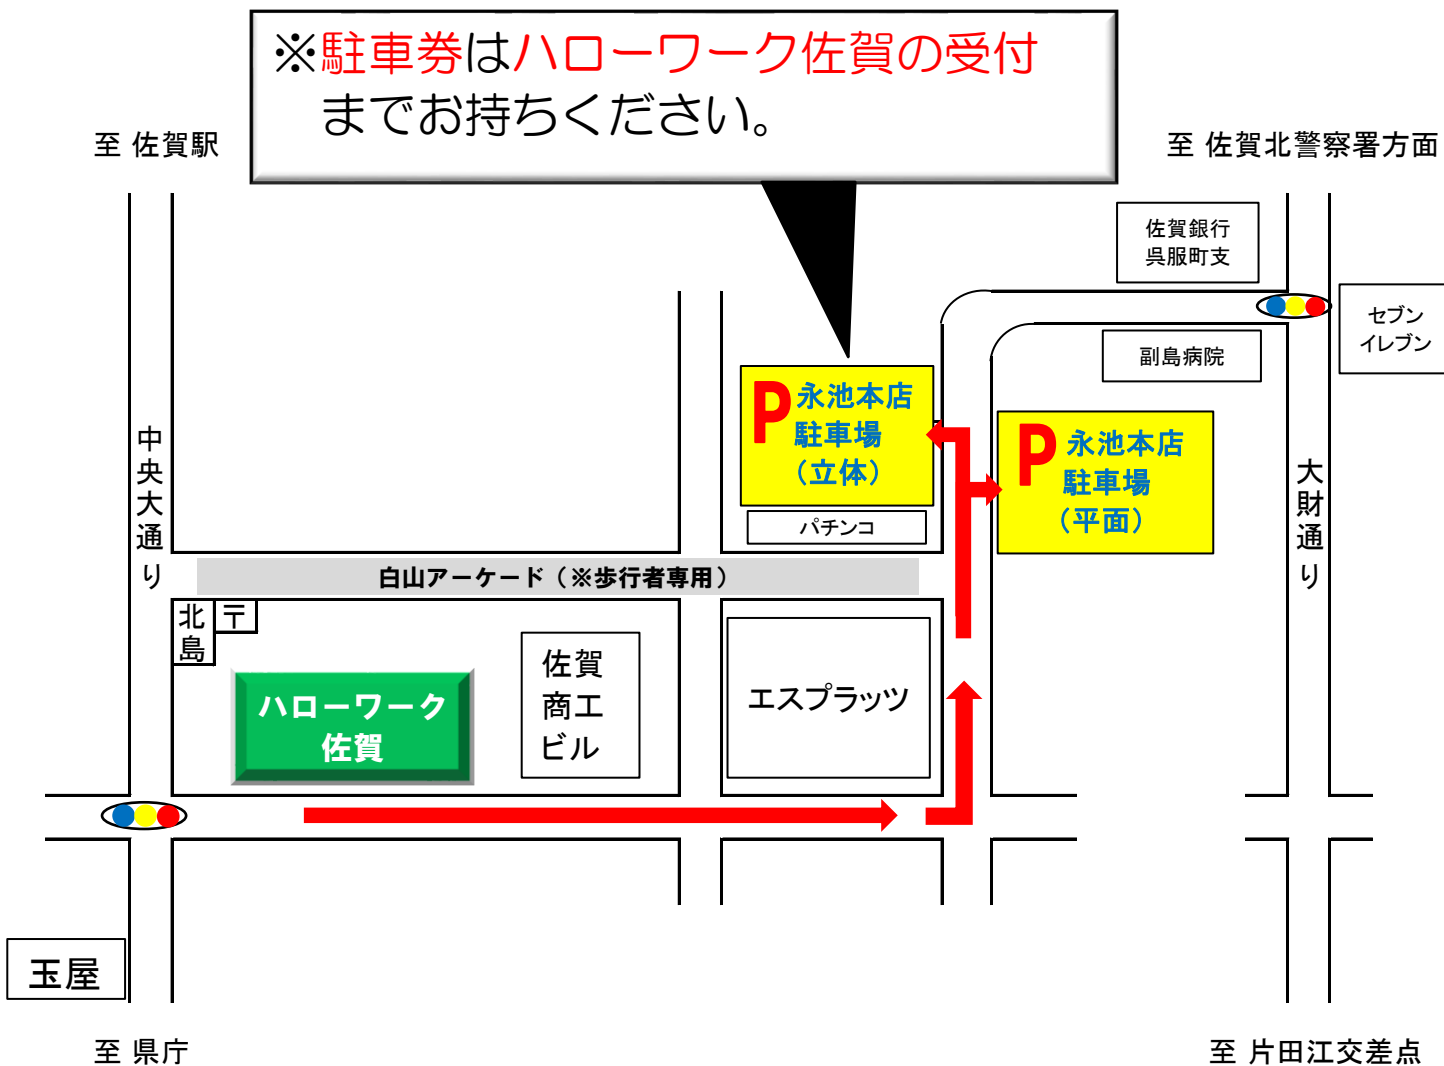 ※駐車券はハローワーク佐賀の受付
までお持ちください。
至 佐賀駅
至 佐賀北警察署方面
佐賀銀行
呉服町支
セブン
イレブン
副島病院
P 永池本店
駐車場
（立体）
P 永池本店
駐車場
（平面）
パチンコ
中央大通り
大財通り
白山アーケード（※歩行者専用）
北島
〒
ハローワーク
佐賀
佐賀
商工
ビル
エスプラッツ
玉屋
至 県庁
至 片田江交差点